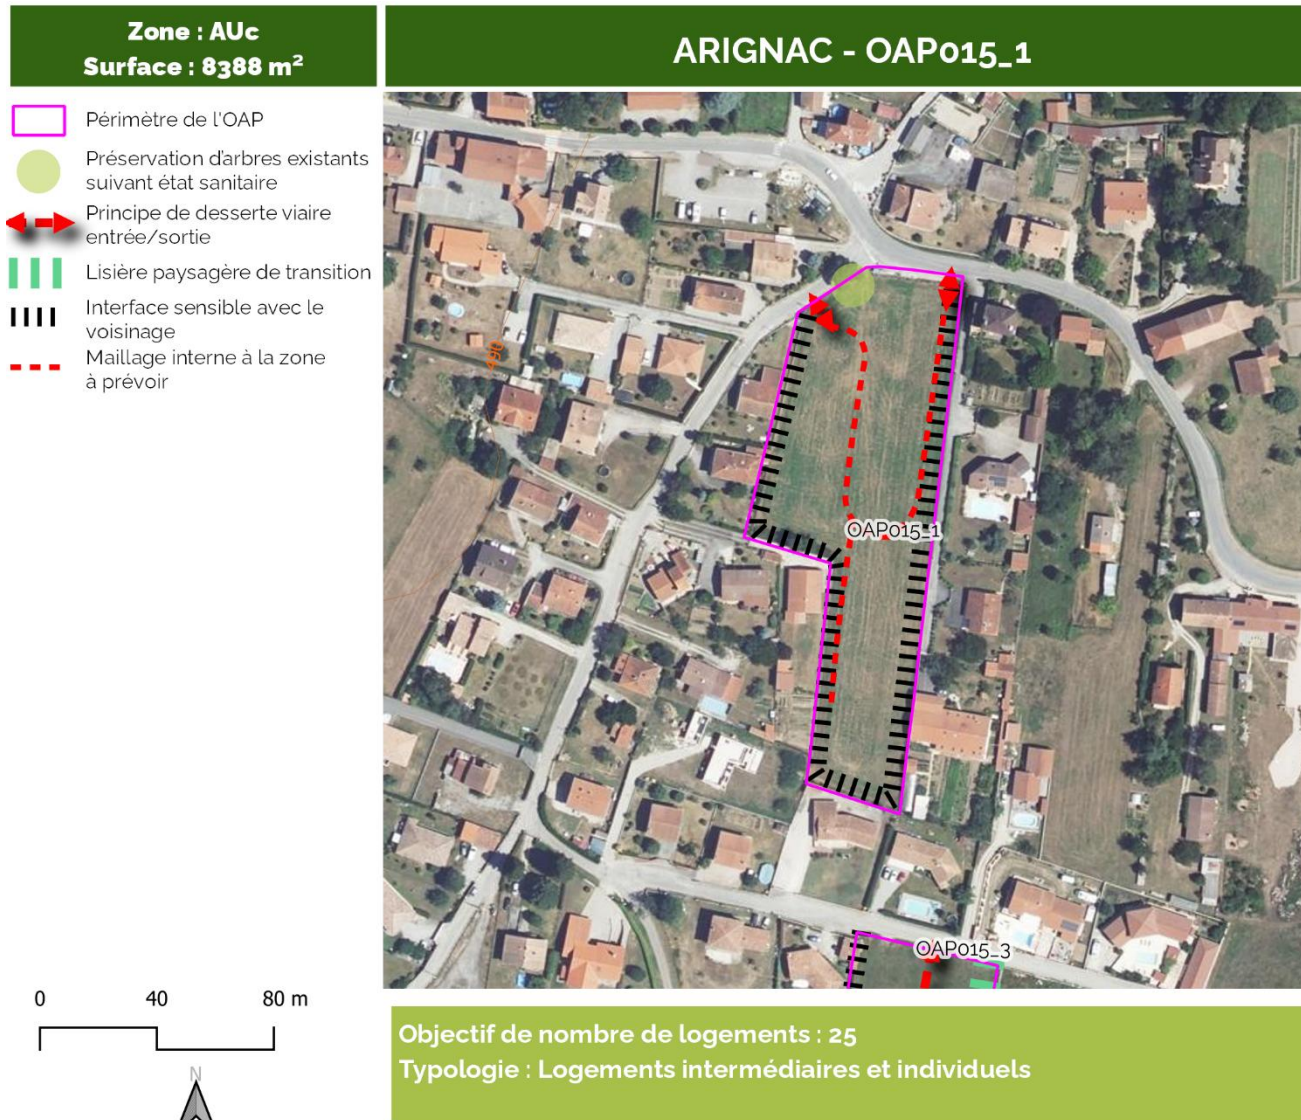 Zone : AUc
Surface : 8388 m²
ARIGNAC - OAP015_1
Périmètre de l'OAP
Préservation d'arbres existants
suivant état sanitaire
Principe de desserte viaire
entrée/sortie
Lisière paysagère de transition
Interface sensible avec le
voisinage
Maillage interne à la zone
à prévoir
490
OAP015_1
OAP015_3
0 40 80 m
N
Objectif de nombre de logements : 25
Typologie : Logements intermédiaires et individuels